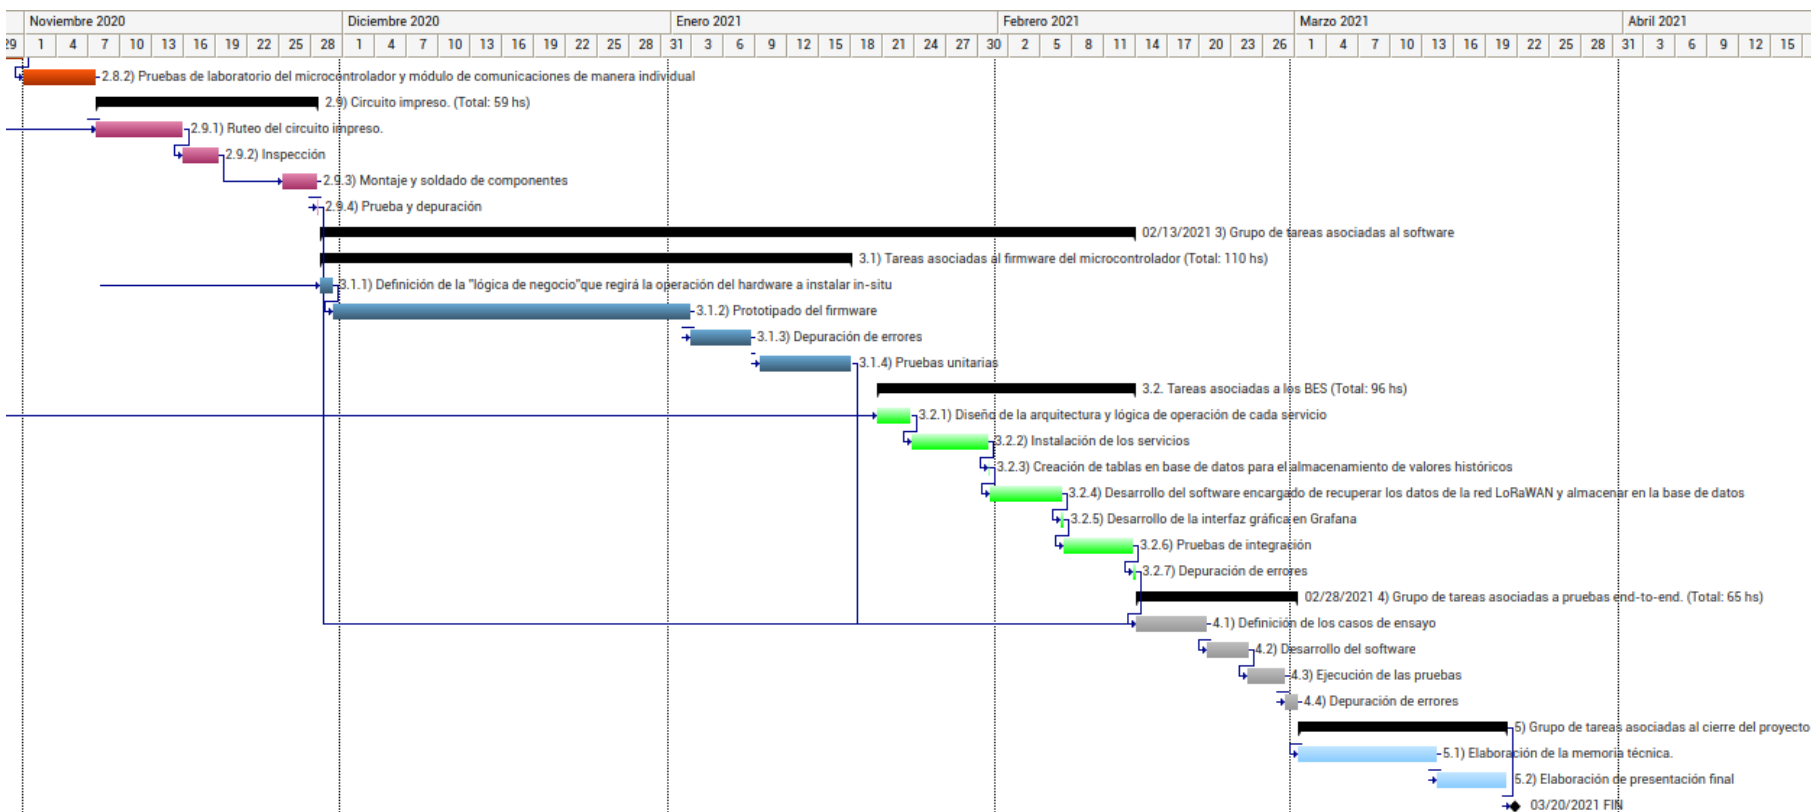 Noviembre 2020 Diciembre 2020 Enero 2021 Febrero 2021 Marzo 2021 Abril 2021
29 1 4 7 10 13 16 19 22 25 28 1 4 7 10 13 16 19 22 25 28 31 3 6 9 12 15 18 21 24 27 30 2 5 8 11 14 17 20 23 26 1 4 7 10 13 16 19 22 25 28 31 3 6 9 12 15
2.8.2) Pruebas de laboratorio del microcontrolador y módulo de comunicaciones de manera individual
2.9) Circuito impreso. (Total: 59 hs)
2.9.1) Ruteo del circuito impreso.
2.9.2) Inspección
2.9.3) Montaje y soldado de componentes
2.9.4) Prueba y depuración
02/13/2021 3) Grupo de tareas asociadas al software
3.1) Tareas asociadas al firmware del microcontrolador (Total: 110 hs)
3.1.1) Definición de la "lógica de negocio"que regirá la operación del hardware a instalar in-situ
3.1.2) Prototipado del firmware
3.1.3) Depuración de errores
3.1.4) Pruebas unitarias
3.2. Tareas asociadas a los BES (Total: 96 hs)
3.2.1) Diseño de la arquitectura y lógica de operación de cada servicio
3.2.2) Instalación de los servicios
3.2.3) Creación de tablas en base de datos para el almacenamiento de valores históricos
3.2.4) Desarrollo del software encargado de recuperar los datos de la red LoRaWAN y almacenar en la base de datos
3.2.5) Desarrollo de la interfaz gráfica en Grafana
3.2.6) Pruebas de integración
3.2.7) Depuración de errores
02/28/2021 4) Grupo de tareas asociadas a pruebas end-to-end. (Total: 65 hs)
4.1) Definición de los casos de ensayo
4.2) Desarrollo del software
4.3) Ejecución de las pruebas
4.4) Depuración de errores
5) Grupo de tareas asociadas al cierre del proyecto
5.1) Elaboración de la memoria técnica.
5.2) Elaboración de presentación final
03/20/2021 FIN